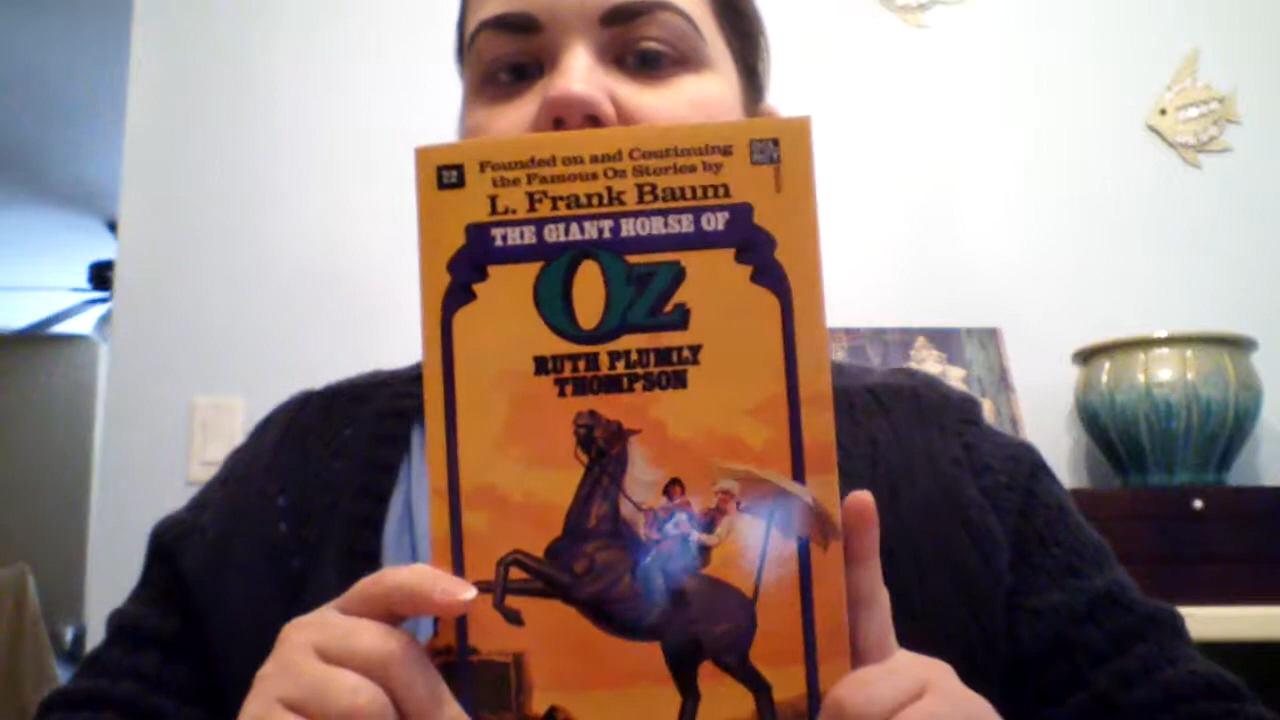 Founded on and Continuing
the Famous Oz Stories by
L. Frank Baum
THE GIANT HORSE OF
Oz
RUTH PLUMLY
THOMPSON